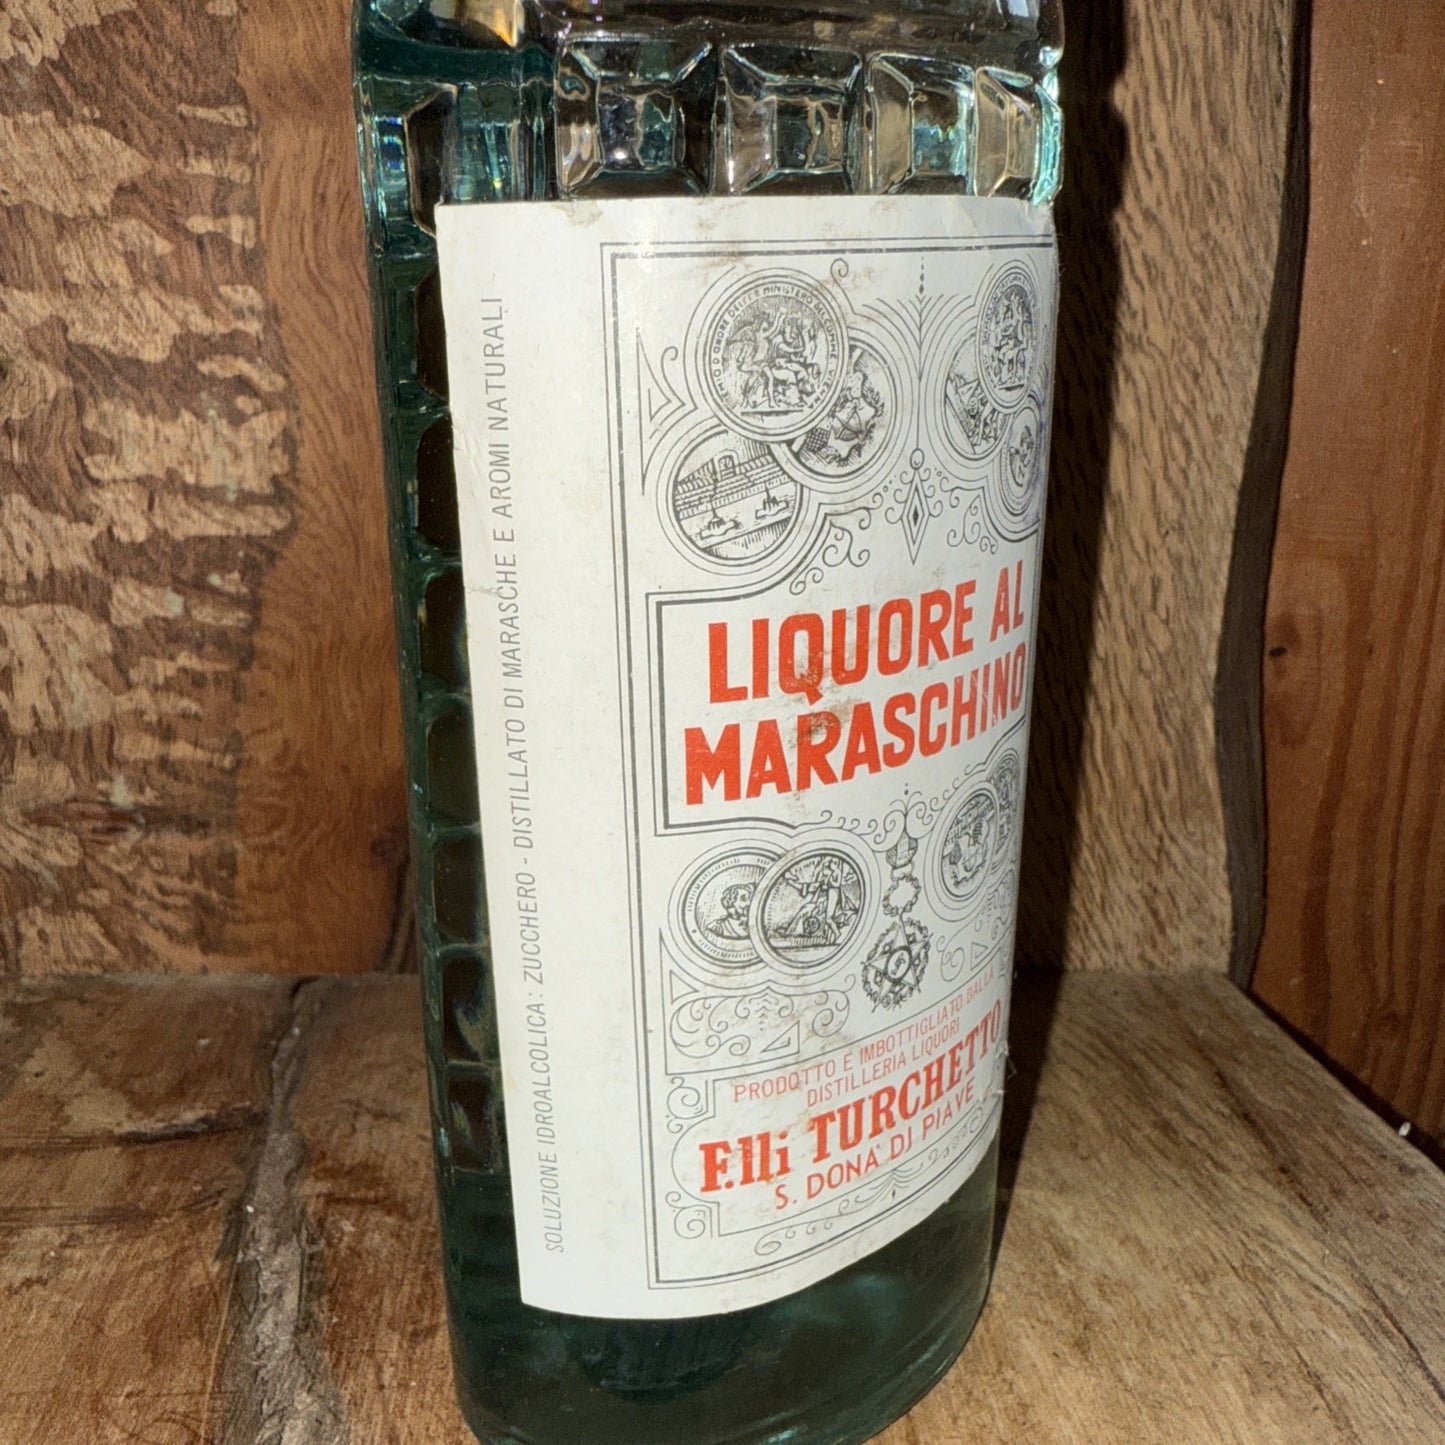 SOLUZIONE IDROALCOLICA: ZUCCHERO - DISTILLATO DI MARASCHE E AROMI NATURALI
LIQUORE AL
MARASCHINO
PRODOTTO E IMBOTTIGLIATO DALLA
DISTILLERIA LIQUORI
F.lli TURCHETTO
S. DONA' DI PIAVE